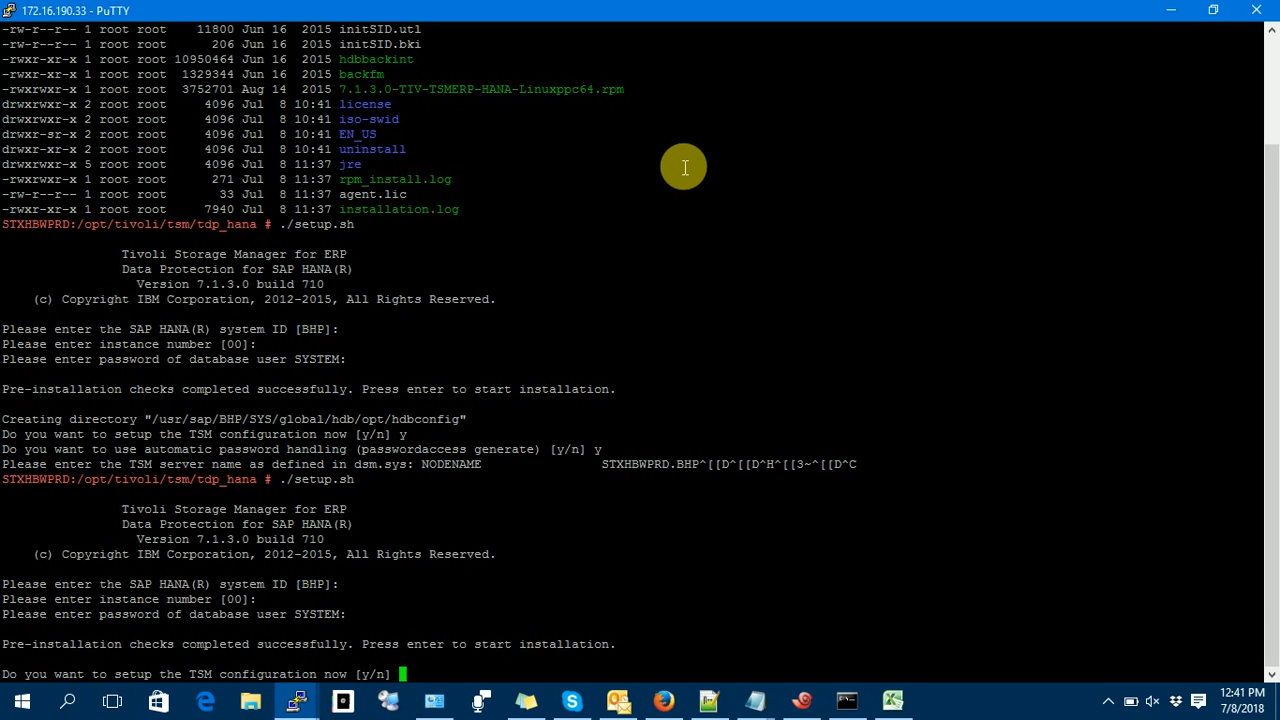 172.16.190.33 - PuTTY
-rw-r--r-- 1 root root    11800 Jun 16  2015 initSID.utl
-rw-r--r-- 1 root root      206 Jun 16  2015 initSID.bki
-rwxr-xr-x 1 root root 10950464 Jun 16  2015 hdbbackint
-rwxr-xr-x 1 root root  1329344 Jun 16  2015 backfm
-rwxrwxr-x 1 root root  3752701 Aug 14  2015 7.1.3.0-TIV-TSMERP-HANA-Linuxppc64.rpm
drwxrwxr-x 2 root root     4096 Jul  8 10:41 license
drwxrwxr-x 2 root root     4096 Jul  8 10:41 iso-swid
drwxr-sr-x 2 root root     4096 Jul  8 10:41 EN_US
drwxr-xr-x 2 root root     4096 Jul  8 10:41 uninstall
drwxrwxr-x 5 root root     4096 Jul  8 11:37 jre
-rwxrwxr-x 1 root root      271 Jul  8 11:37 rpm_install.log
-rw-r--r-- 1 root root       33 Jul  8 11:37 agent.lic
-rwxr-xr-x 1 root root     7940 Jul  8 11:37 installation.log
STXHBWPRD:/opt/tivoli/tsm/tdp_hana # ./setup.sh
Tivoli Storage Manager for ERP
Data Protection for SAP HANA(R)
Version 7.1.3.0 build 710
(c) Copyright IBM Corporation, 2012-2015, All Rights Reserved.
Please enter the SAP HANA(R) system ID [BHP]:
Please enter instance number [00]:
Please enter password of database user SYSTEM:
Pre-installation checks completed successfully. Press enter to start installation.
Creating directory "/usr/sap/BHP/SYS/global/hdb/opt/hdbconfig"
Do you want to setup the TSM configuration now [y/n] y
Do you want to use automatic password handling (passwordaccess generate) [y/n] y
Please enter the TSM server name as defined in dsm.sys: NODENAME                STXHBWPRD.BHP^[[D^[[D^H^[[3~^[[D^C
STXHBWPRD:/opt/tivoli/tsm/tdp_hana # ./setup.sh
Tivoli Storage Manager for ERP
Data Protection for SAP HANA(R)
Version 7.1.3.0 build 710
(c) Copyright IBM Corporation, 2012-2015, All Rights Reserved.
Please enter the SAP HANA(R) system ID [BHP]:
Please enter instance number [00]:
Please enter password of database user SYSTEM:
Pre-installation checks completed successfully. Press enter to start installation.
Do you want to setup the TSM configuration now [y/n]
12:41 PM
7/8/2018